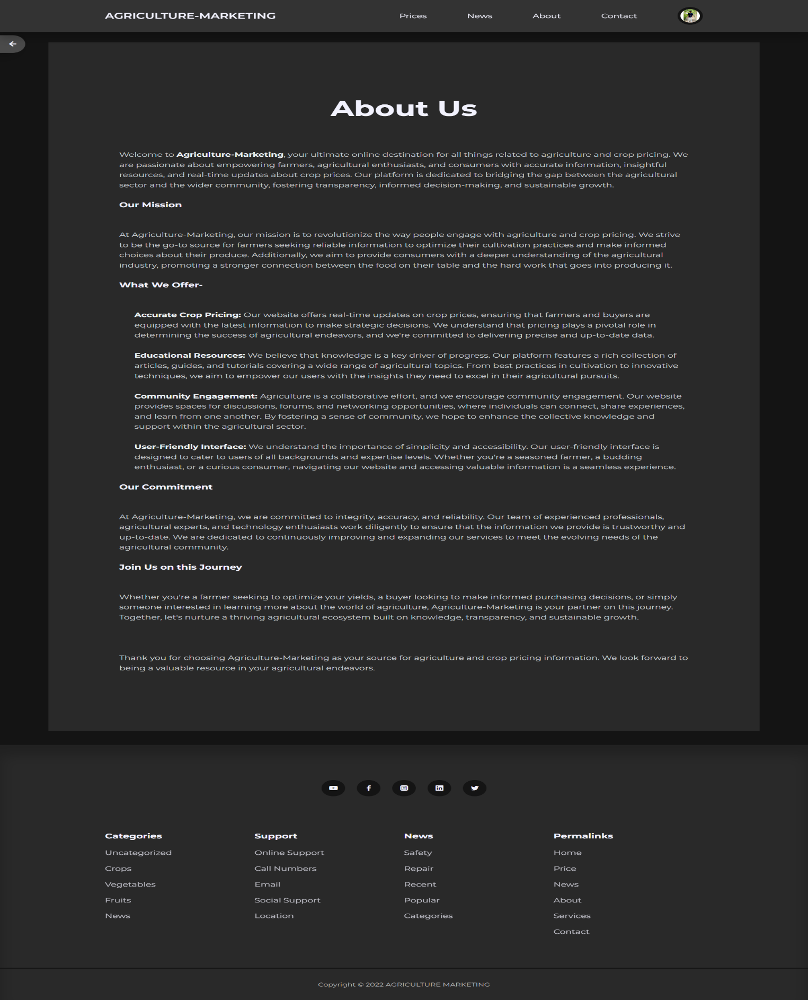 AGRICULTURE-MARKETING
Prices
News
About
Contact
About Us
Welcome to Agriculture-Marketing, your ultimate online destination for all things related to agriculture and crop pricing. We
are passionate about empowering farmers, agricultural enthusiasts, and consumers with accurate information, insightful
resources, and real-time updates about crop prices. Our platform is dedicated to bridging the gap between the agricultural
sector and the wider community, fostering transparency, informed decision-making, and sustainable growth.
Our Mission
At Agriculture-Marketing, our mission is to revolutionize the way people engage with agriculture and crop pricing. We strive
to be the go-to source for farmers seeking reliable information to optimize their cultivation practices and make informed
choices about their produce. Additionally, we aim to provide consumers with a deeper understanding of the agricultural
industry, promoting a stronger connection between the food on their table and the hard work that goes into producing it.
What We Offer-
Accurate Crop Pricing: Our website offers real-time updates on crop prices, ensuring that farmers and buyers are
equipped with the latest information to make strategic decisions. We understand that pricing plays a pivotal role in
determining the success of agricultural endeavors, and we're committed to delivering precise and up-to-date data.
Educational Resources: We believe that knowledge is a key driver of progress. Our platform features a rich collection of
articles, guides, and tutorials covering a wide range of agricultural topics. From best practices in cultivation to innovative
techniques, we aim to empower our users with the insights they need to excel in their agricultural pursuits.
Community Engagement: Agriculture is a collaborative effort, and we encourage community engagement. Our website
provides spaces for discussions, forums, and networking opportunities, where individuals can connect, share experiences,
and learn from one another. By fostering a sense of community, we hope to enhance the collective knowledge and
support within the agricultural sector.
User-Friendly Interface: We understand the importance of simplicity and accessibility. Our user-friendly interface is
designed to cater to users of all backgrounds and expertise levels. Whether you're a seasoned farmer, a budding
enthusiast, or a curious consumer, navigating our website and accessing valuable information is a seamless experience.
Our Commitment
At Agriculture-Marketing, we are committed to integrity, accuracy, and reliability. Our team of experienced professionals,
agricultural experts, and technology enthusiasts work diligently to ensure that the information we provide is trustworthy and
up-to-date. We are dedicated to continuously improving and expanding our services to meet the evolving needs of the
agricultural community.
Join Us on this Journey
Whether you're a farmer seeking to optimize your yields, a buyer looking to make informed purchasing decisions, or simply
someone interested in learning more about the world of agriculture, Agriculture-Marketing is your partner on this journey.
Together, let's nurture a thriving agricultural ecosystem built on knowledge, transparency, and sustainable growth.
Thank you for choosing Agriculture-Marketing as your source for agriculture and crop pricing information. We look forward to
being a valuable resource in your agricultural endeavors.
Categories
Uncategorized
Crops
Vegetables
Fruits
News
Support
Online Support
Call Numbers
Email
Social Support
Location
News
Safety
Repair
Recent
Popular
Categories
Permalinks
Home
Price
News
About
Services
Contact
Copyright © 2022 AGRICULTURE MARKETING